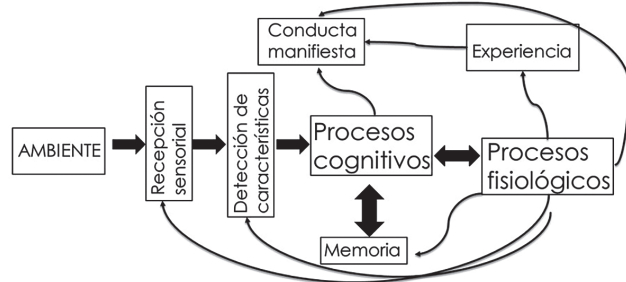 Conducta
manifiesta
Experiencia
AMBIENTE
Recepción
sensorial
Detección de
características
Procesos
cognitivos
Procesos
fisiológicos
Memoria